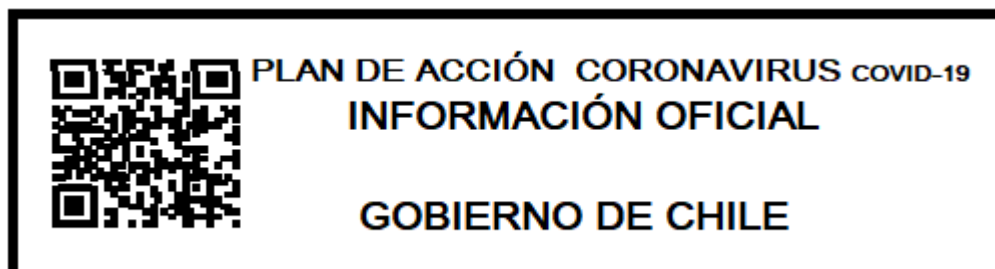 PLAN DE ACCIÓN CORONAVIRUS COVID-19
INFORMACIÓN OFICIAL
GOBIERNO DE CHILE